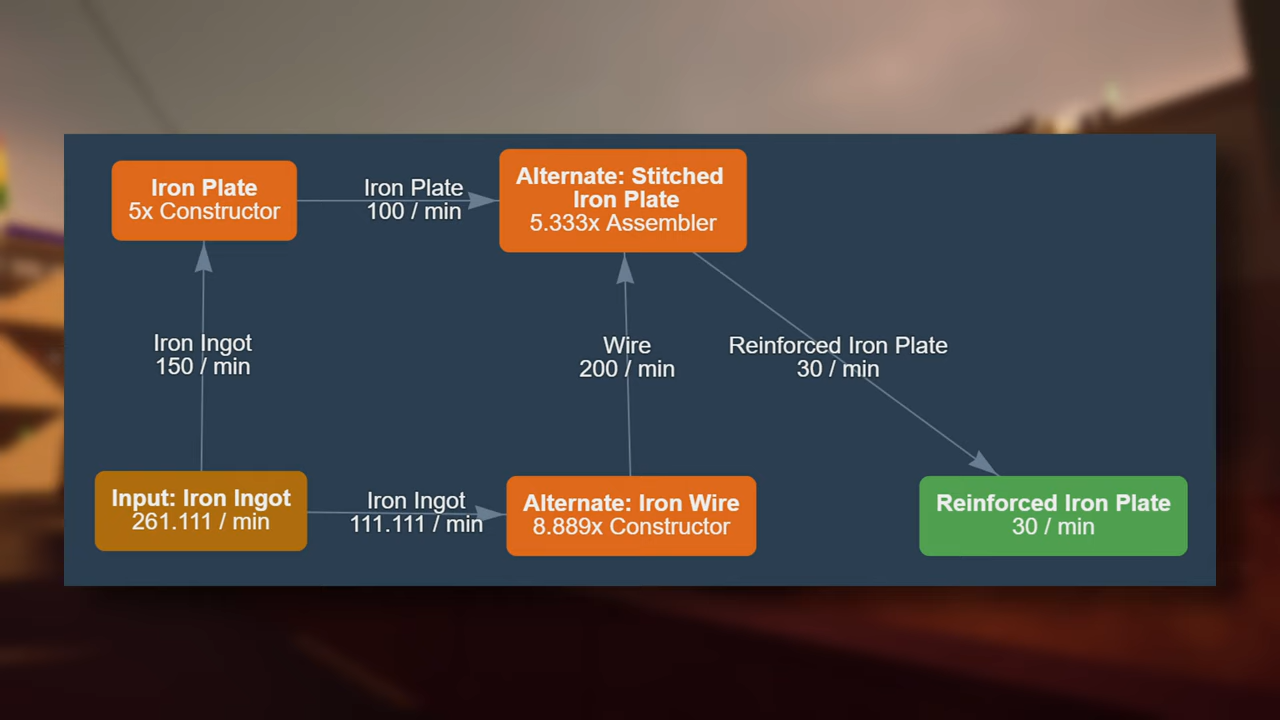 Iron Plate
5x Constructor
Iron Plate
100 / min
Alternate: Stitched
Iron Plate
5.333x Assembler
Iron Ingot
150 / min
Wire
200 / min
Reinforced Iron Plate
30 / min
Input: Iron Ingot
261.111 / min
Iron Ingot
111.111 / min
Alternate: Iron Wire
8.889x Constructor
Reinforced Iron Plate
30 / min